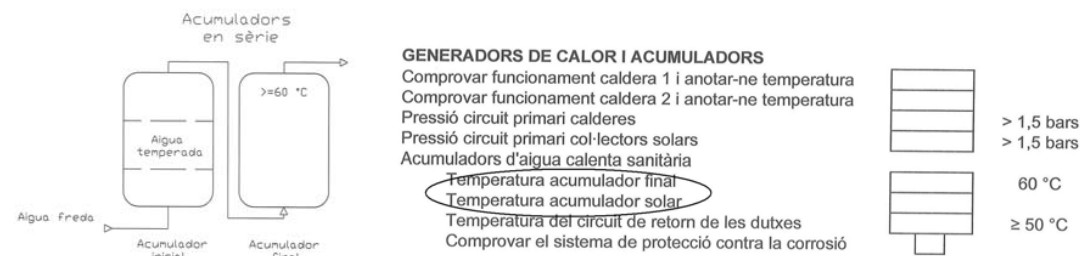 Acumuladors
en sèrie
>=60 °C
Aigua
temperada
Aigua freda
Acumulador
inicial
Acumulador
final
GENERADORS DE CALOR I ACUMULADORS
Comprovar funcionament caldera 1 i anotar-ne temperatura
Comprovar funcionament caldera 2 i anotar-ne temperatura
Pressió circuit primari calderes
> 1,5 bars
Pressió circuit primari col·lectors solars
> 1,5 bars
Acumuladors d'aigua calenta sanitària
Temperatura acumulador final
60 °C
Temperatura acumulador solar
Temperatura del circuit de retorn de les dutxes
≥ 50 °C
Comprovar el sistema de protecció contra la corrosió